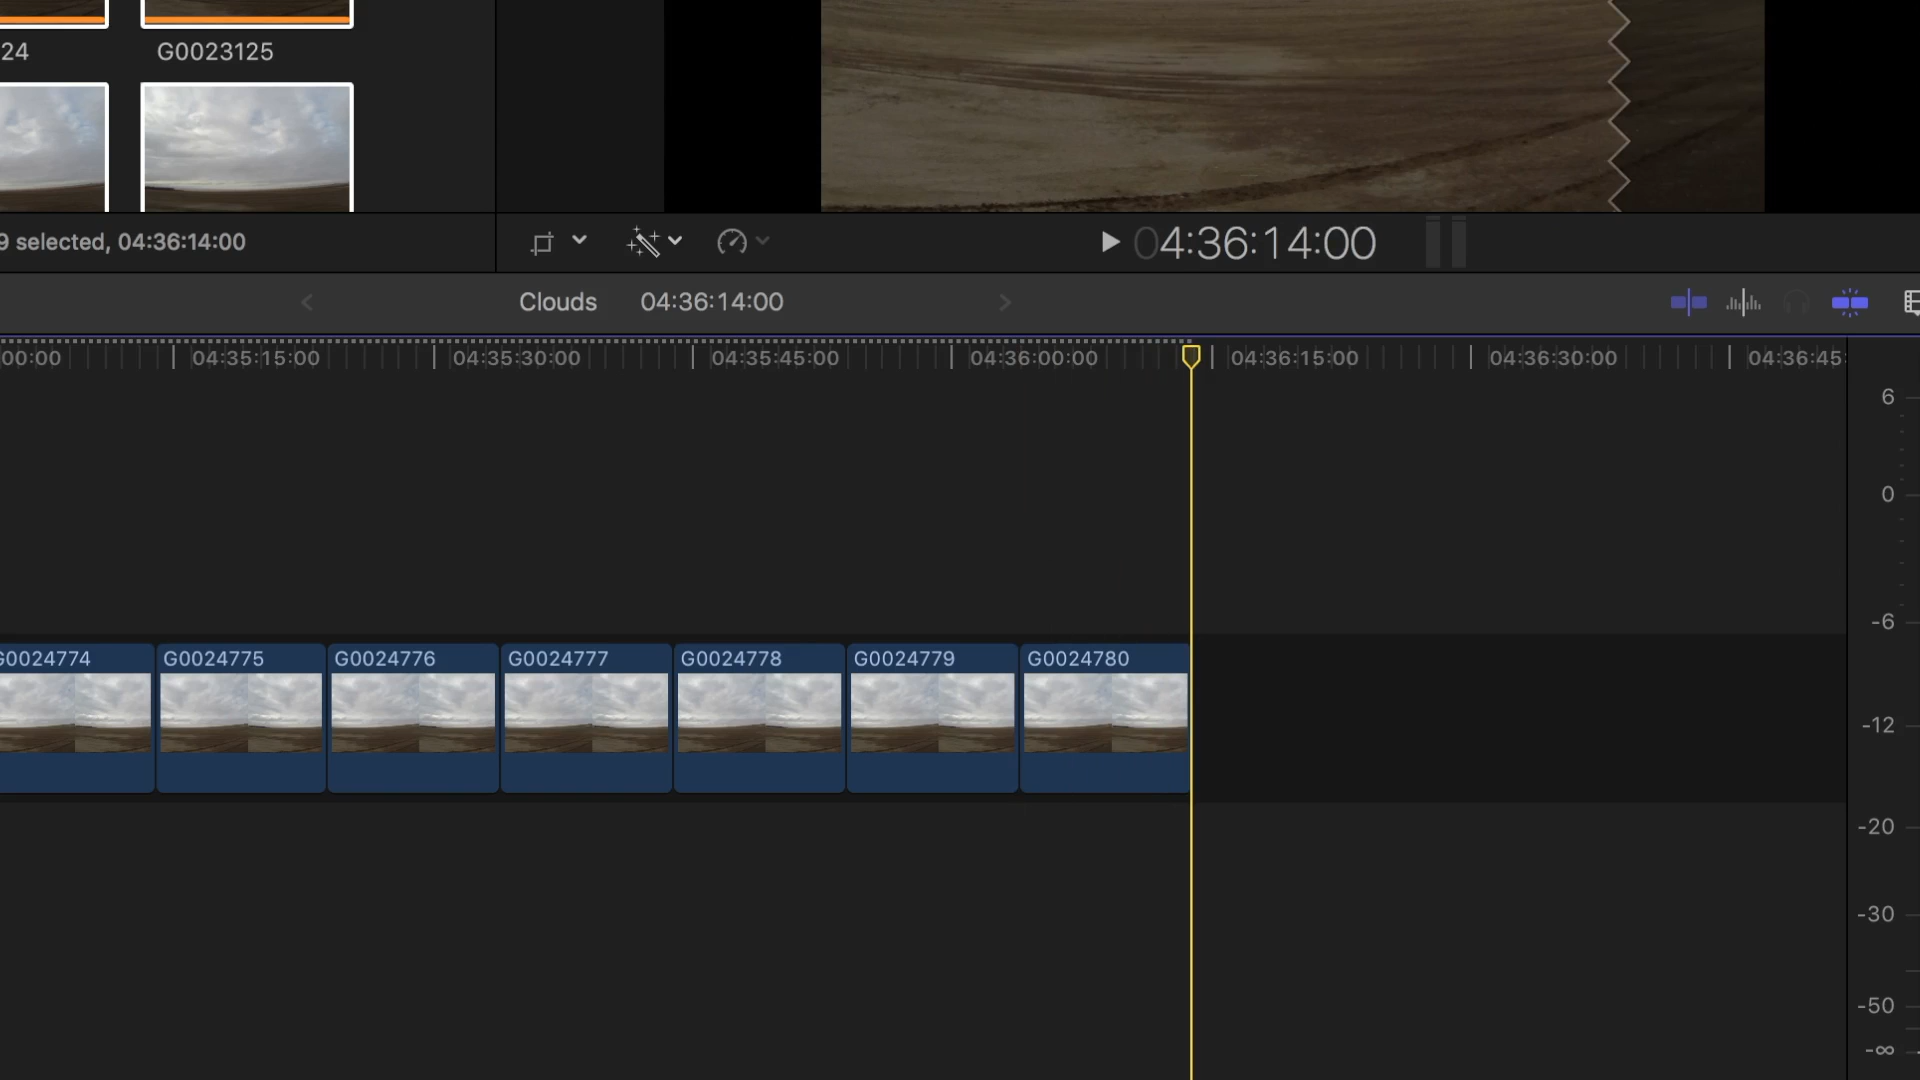 24 G0023125
9 selected, 04:36:14:00
04:36:14:00
Clouds 04:36:14:00
00:00 04:35:15:00 04:35:30:00 04:35:45:00 04:36:00:00 04:36:15:00 04:36:30:00 04:36:45:
6
0
-6
G0024774 G0024775 G0024776 G0024777 G0024778 G0024779 G0024780
-12
-20
-30
-50
-∞